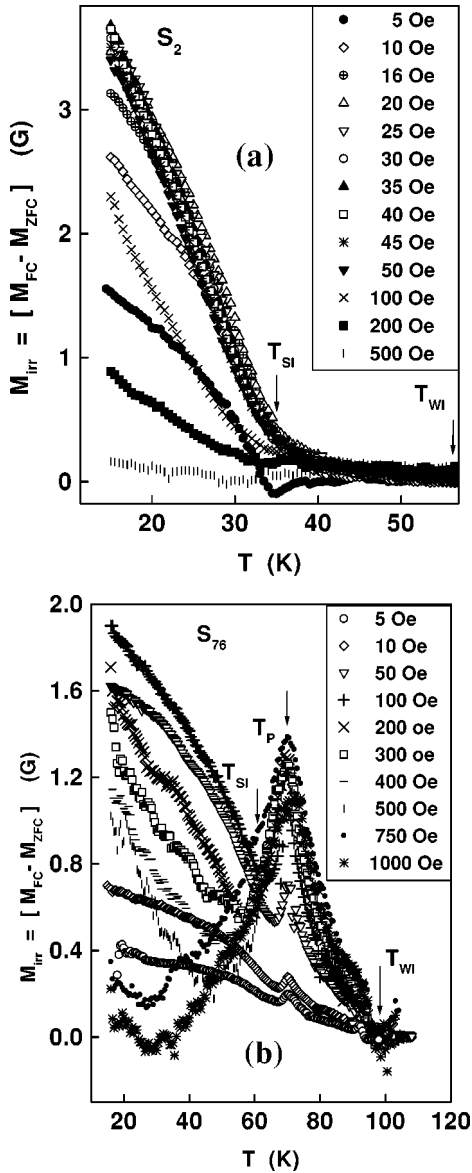 S2
5 Oe
10 Oe
16 Oe
20 Oe
25 Oe
30 Oe
35 Oe
40 Oe
45 Oe
50 Oe
100 Oe
200 Oe
500 Oe
(a)
TSI
TWI
3
2
1
0
Mirr = [ MFC- MZFC ] (G)
20 30 40 50
T (K)
S76
5 Oe
10 Oe
50 Oe
100 Oe
200 oe
300 oe
400 oe
500 Oe
750 Oe
1000 Oe
TP
TSI
TWI
2.0
1.6
1.2
0.8
0.4
0.0
Mirr = [ MFC- MZFC ] (G)
(b)
20 40 60 80 100 120
T (K)